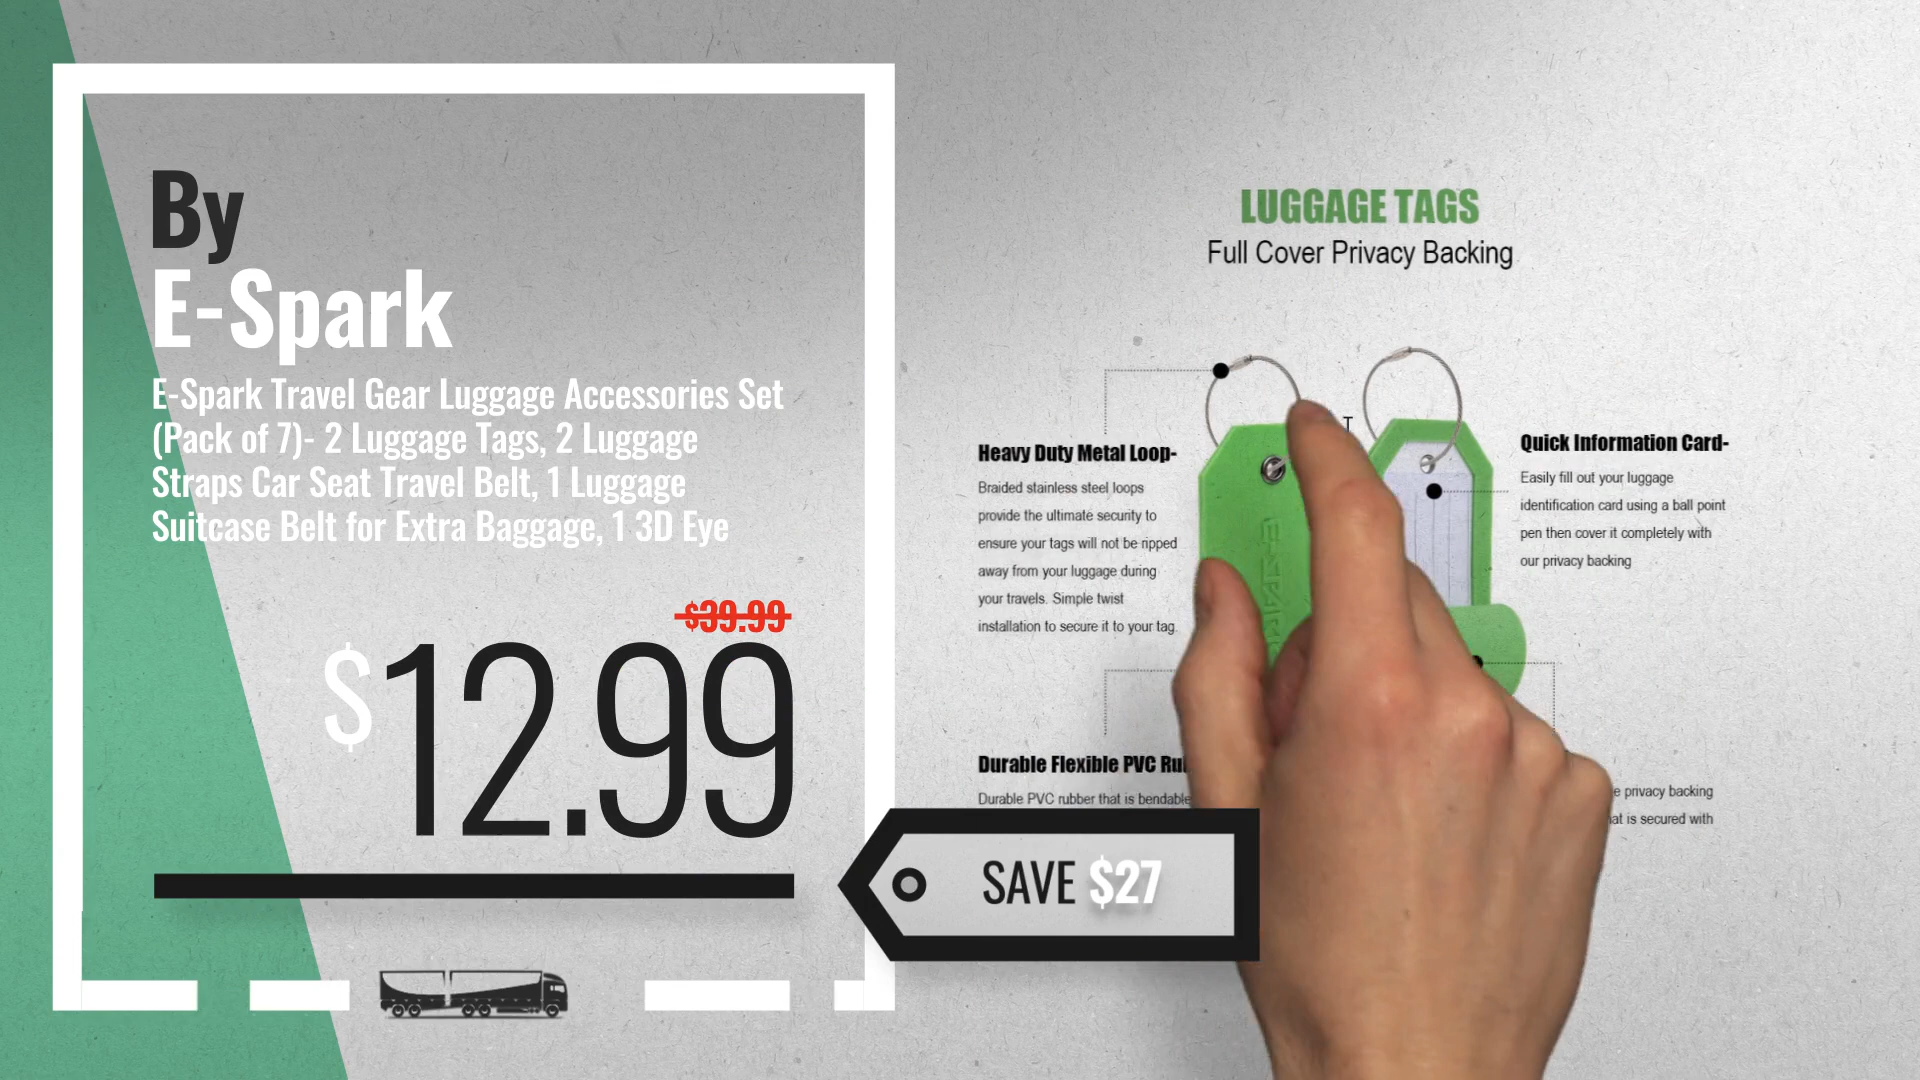 By
E-Spark
E-Spark Travel Gear Luggage Accessories Set
(Pack of 7)- 2 Luggage Tags, 2 Luggage
Straps Car Seat Travel Belt, 1 Luggage
Suitcase Belt for Extra Baggage, 1 3D Eye
$39.99
$12.99
SAVE $27
LUGGAGE TAGS
Full Cover Privacy Backing
Heavy Duty Metal Loop-
Braided stainless steel loops
provide the ultimate security to
ensure your tags will not be ripped
away from your luggage during
your travels. Simple twist
installation to secure it to your tag.
Quick Information Card-
Easily fill out your luggage
identification card using a ball point
pen then cover it completely with
our privacy backing
Durable Flexible PVC
Durable PVC rubber that is bendable
privacy backing
is secured with